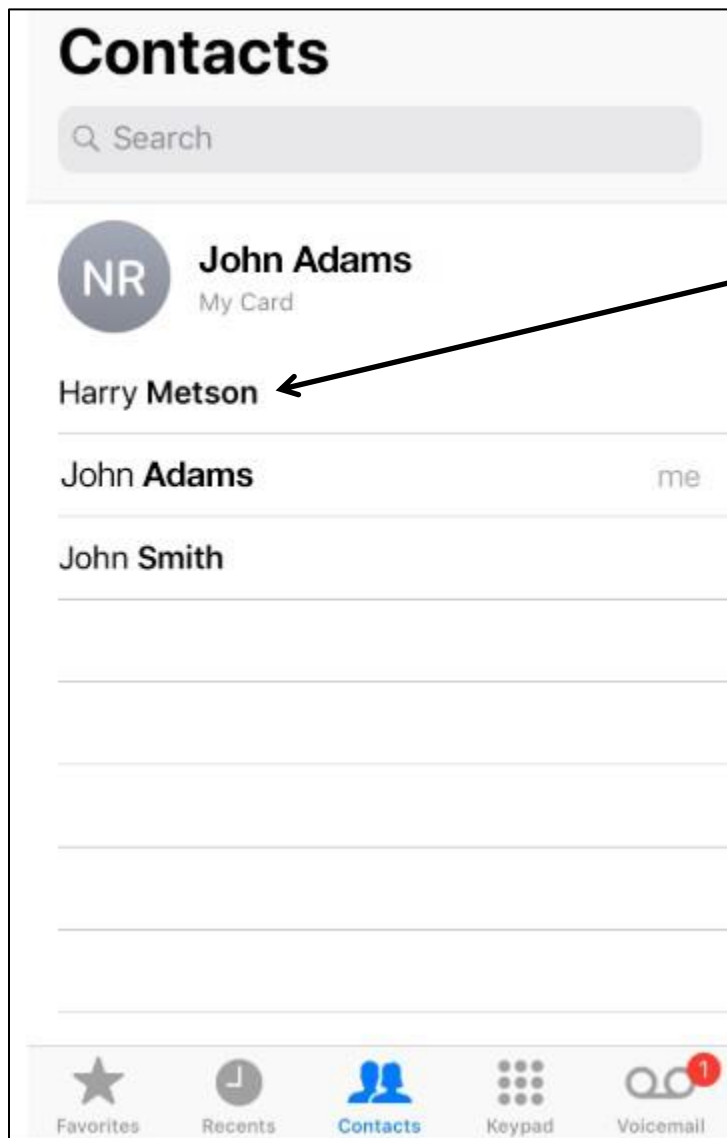 Contacts
Search
NR
John Adams
My Card
Harry Metson
John Adams me
John Smith
1
Favorites Recents Contacts Keypad Voicemail